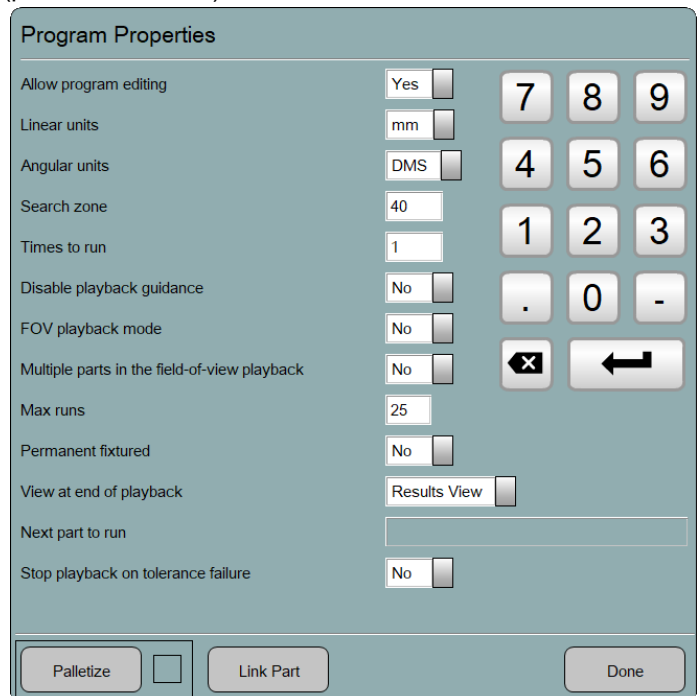 Program Properties
Allow program editing Yes
Linear units mm
Angular units DMS
Search zone 40
Times to run 1
Disable playback guidance No
FOV playback mode No
Multiple parts in the field-of-view playback No
Max runs 25
Permanent fixtured No
View at end of playback Results View
Next part to run
Stop playback on tolerance failure No
7 8 9
4 5 6
1 2 3
. 0 -
Palletize Link Part Done